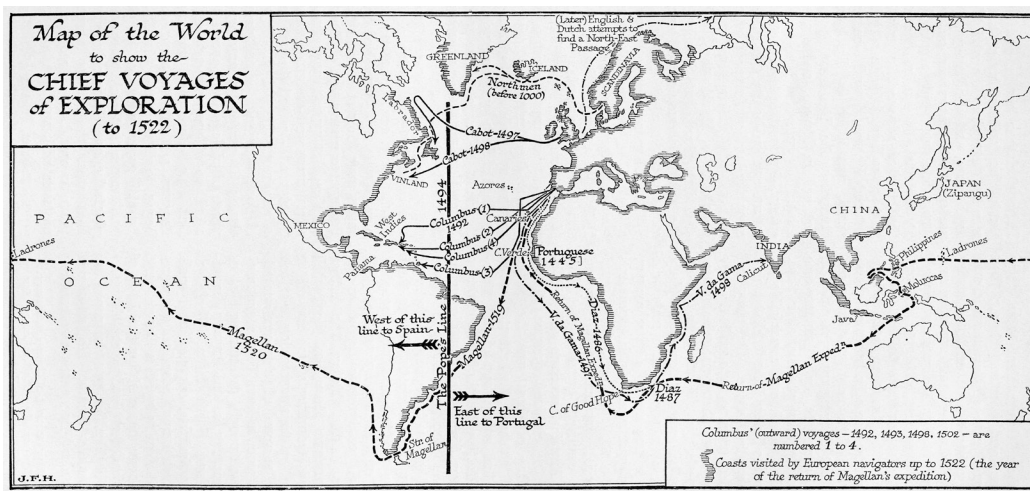 Map of the World
to show the
CHIEF VOYAGES
of EXPLORATION
(to 1522)
(Later) English &
Dutch attempts to
find a North-East
Passage
GREENLAND
ICELAND
SCANDINAVIA
Northmen
(before 1000)
Labrador
Cabot-1497
Cabot-1498
VINLAND
1494
Azores
JAPAN
(Zipangu)
PACIFIC
OCEAN
CHINA
MEXICO
West
Indies
Columbus (1)
1492
Canaries
Columbus (2)
Columbus (4)
Columbus (3)
C. Verde
Portuguese
1445
INDIA
Philippines
Ladrones
Ladrones
Panama
V. da Gama
1498
Calicut
Moluccas
Java
Diaz-1486
Return of Magellan Expedn
V. da Gama-1497
Magellan-1519
West of this
line to Spain
The Pope's Line
Magellan
1520
Return of Magellan Expedn
Diaz
1487
C. of Good Hope
East of this
line to Portugal
Str. of
Magellan
Columbus' (outward) voyages – 1492, 1493, 1498, 1502 – are
numbered 1 to 4.
Coasts visited by European navigators up to 1522 (the year
of the return of Magellan's expedition)
J.F.H.